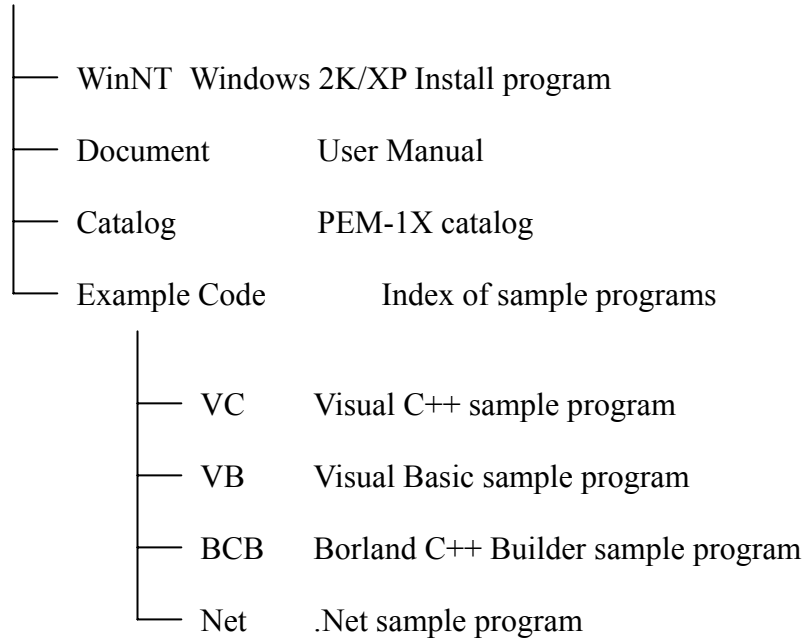 WinNT Windows 2K/XP Install program
Document User Manual
Catalog PEM-1X catalog
Example Code Index of sample programs
VC Visual C++ sample program
VB Visual Basic sample program
BCB Borland C++ Builder sample program
Net .Net sample program